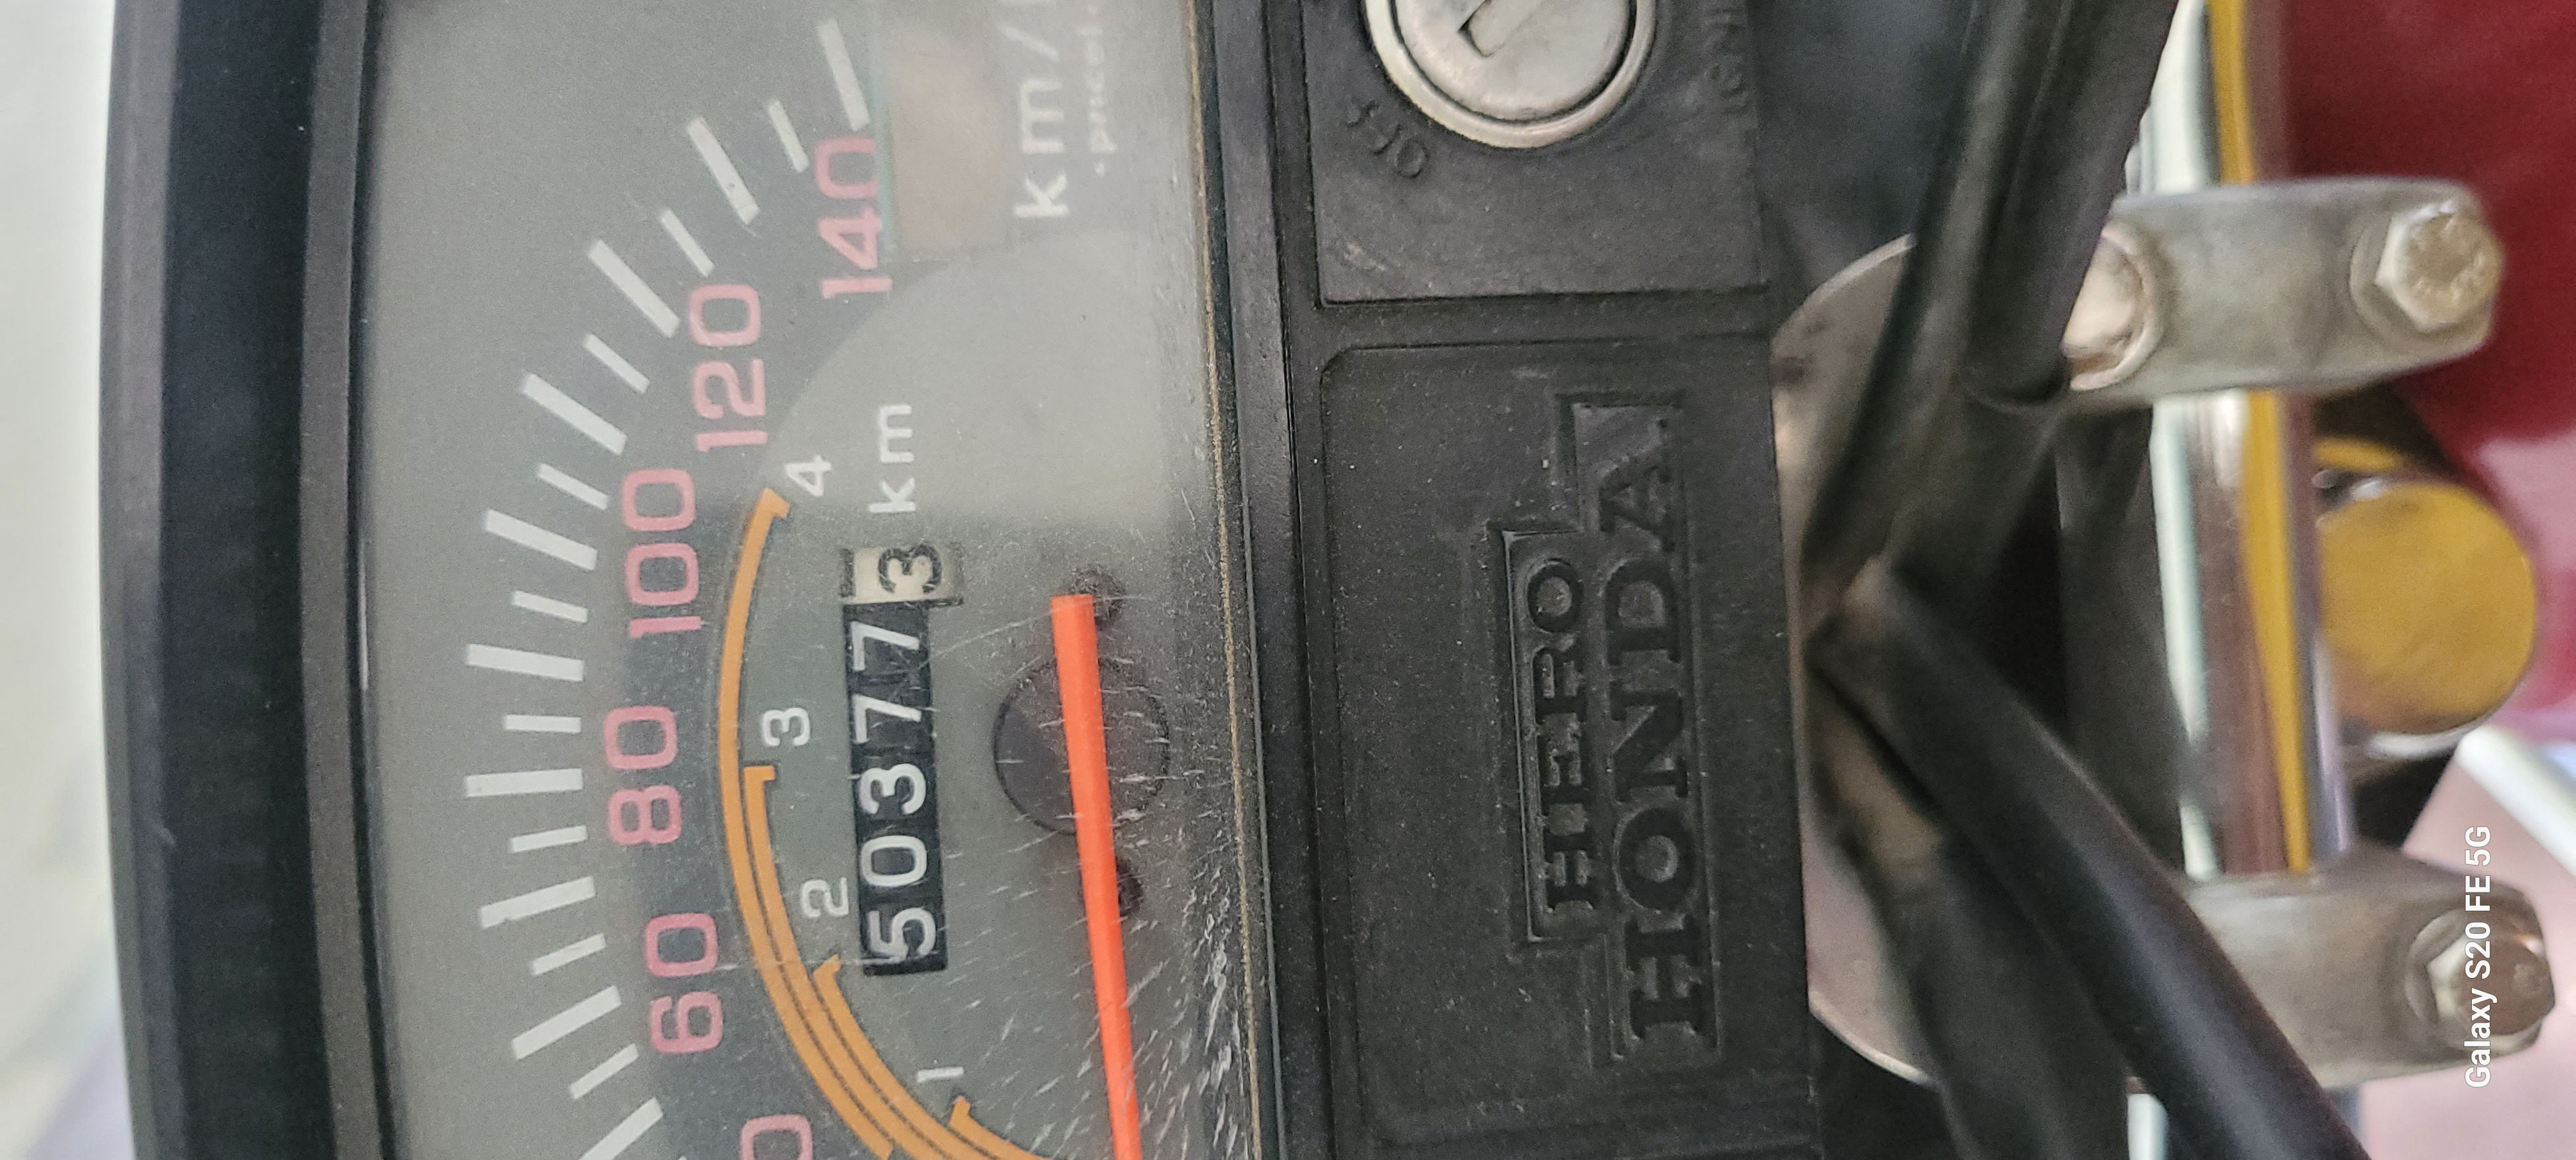 140
120
100
80
60
km/
4
3
2
1
503773 km
OFF
HERO
HONDA
Galaxy S20 FE 5G